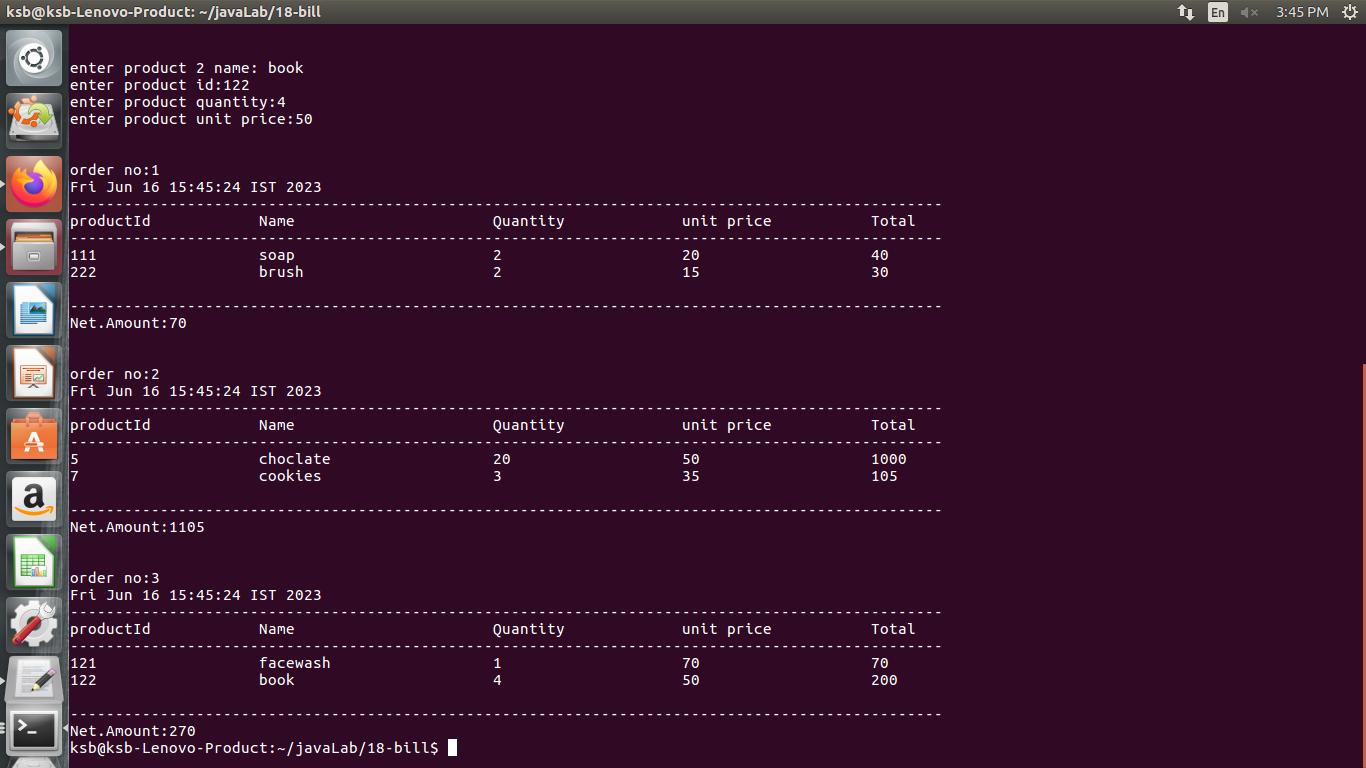 ksb@ksb-Lenovo-Product: ~/javaLab/18-bill En 3:45 PM
enter product 2 name: book
enter product id:122
enter product quantity:4
enter product unit price:50
order no:1
Fri Jun 16 15:45:24 IST 2023
-------------------------------------------------------------------------------------------------
productId Name Quantity unit price Total
-------------------------------------------------------------------------------------------------
111 soap 2 20 40
222 brush 2 15 30
-------------------------------------------------------------------------------------------------
Net.Amount:70
order no:2
Fri Jun 16 15:45:24 IST 2023
-------------------------------------------------------------------------------------------------
productId Name Quantity unit price Total
-------------------------------------------------------------------------------------------------
5 choclate 20 50 1000
7 cookies 3 35 105
-------------------------------------------------------------------------------------------------
Net.Amount:1105
order no:3
Fri Jun 16 15:45:24 IST 2023
-------------------------------------------------------------------------------------------------
productId Name Quantity unit price Total
-------------------------------------------------------------------------------------------------
121 facewash 1 70 70
122 book 4 50 200
-------------------------------------------------------------------------------------------------
Net.Amount:270
ksb@ksb-Lenovo-Product:~/javaLab/18-bill$